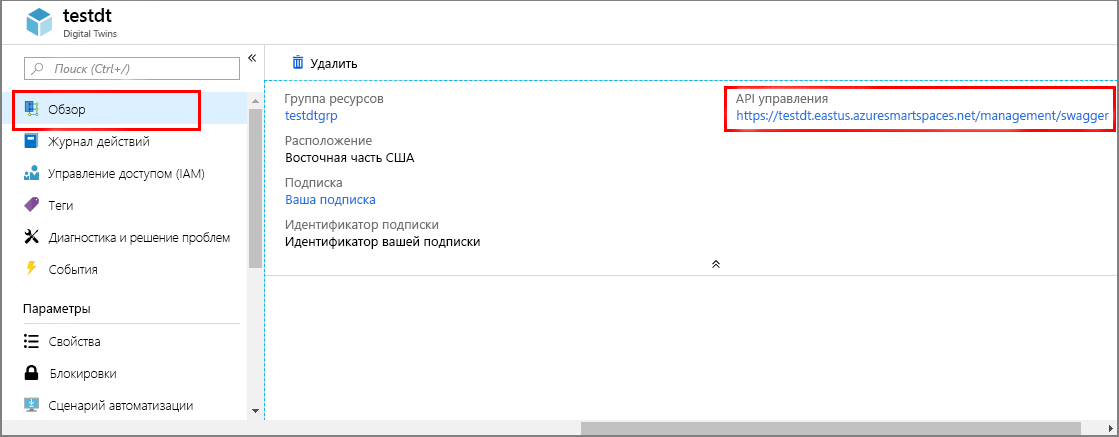 testdt
Digital Twins
Поиск (Ctrl+/)
Обзор
Журнал действий
Управление доступом (IAM)
Теги
Диагностика и решение проблем
События
Параметры
Свойства
Блокировки
Сценарий автоматизации
Удалить
Группа ресурсов
testdtgrp
Расположение
Восточная часть США
Подписка
Ваша подписка
Идентификатор подписки
Идентификатор вашей подписки
API управления
https://testdt.eastus.azuresmartspaces.net/management/swagger